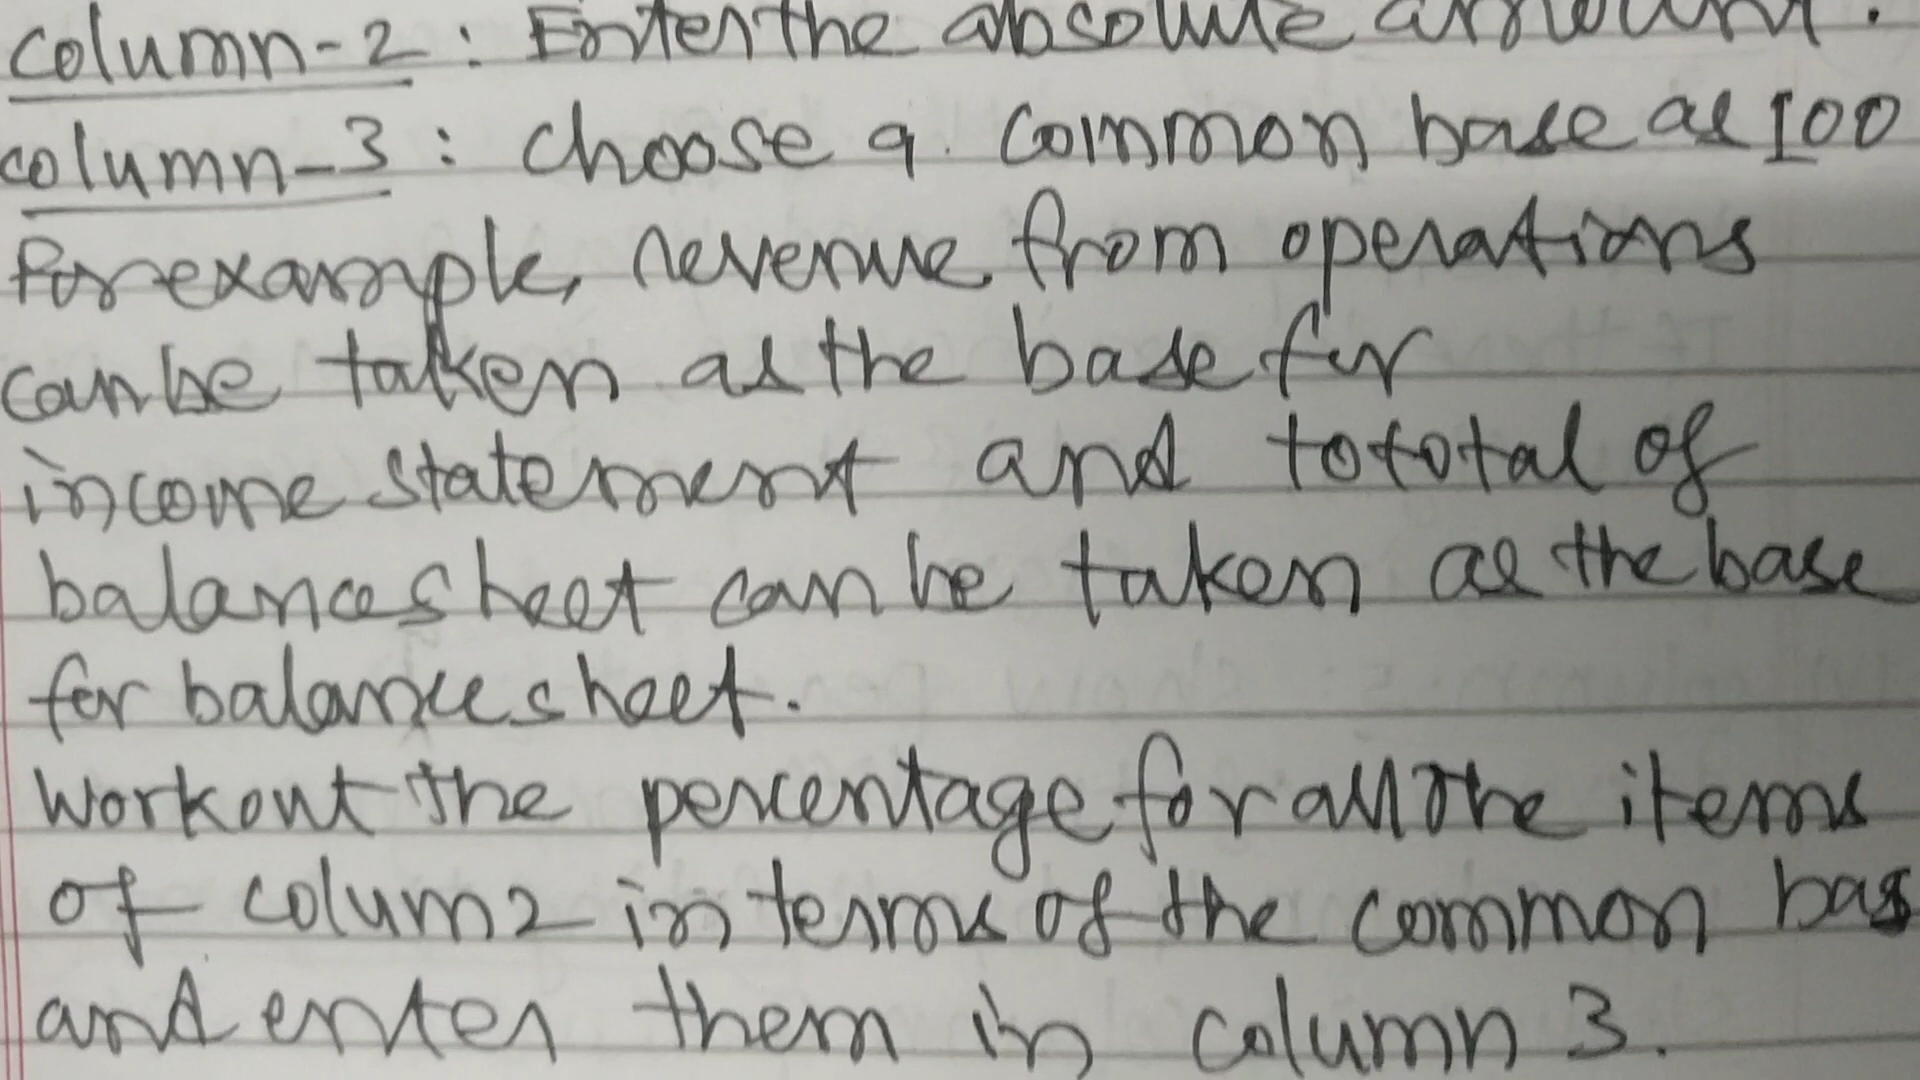 column-2: Enter the absolute amount.
column-3: choose a common base as 100
For example, revenue from operations
can be taken as the base for
income statement and tototal of
balance sheet can be taken as the base
for balance sheet.
Workout the percentage for all the items
of colum2 in terms of the common bas
and enter them in column 3.